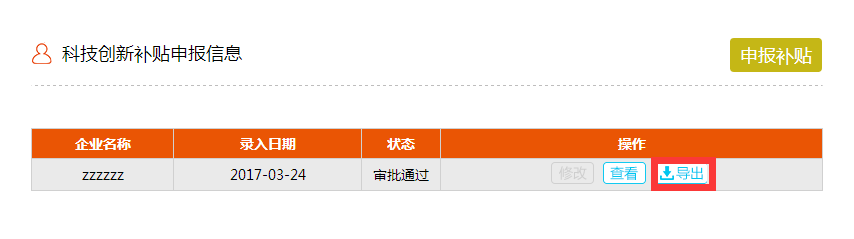 科技创新补贴申报信息
申报补贴
企业名称 录入日期 状态 操作
zzzzzz 2017-03-24 审批通过 修改 查看 导出